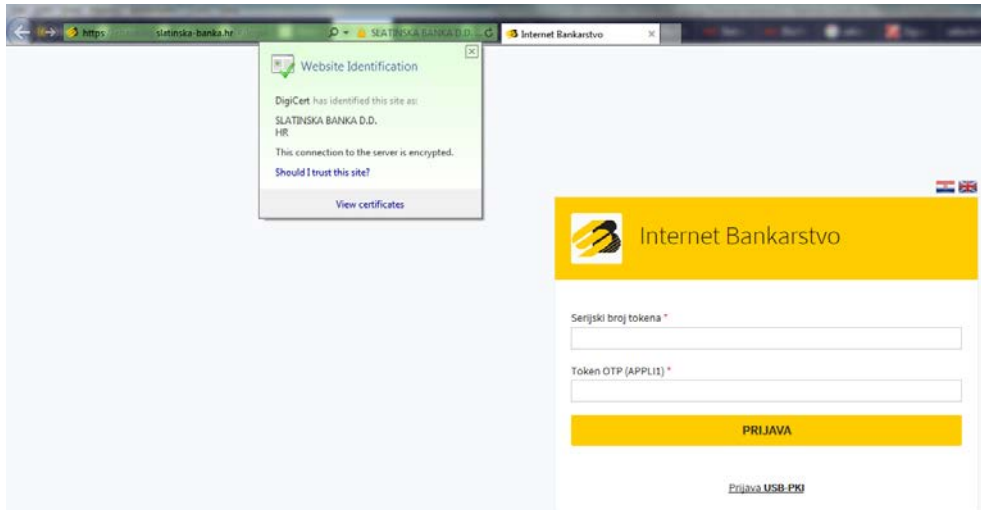 https slatinska-banka.hr SLATINSKA BANKA D.D. ... Internet Bankarstvo
Website Identification
DigiCert has identified this site as:
SLATINSKA BANKA D.D.
HR
This connection to the server is encrypted.
Should I trust this site?
View certificates
Internet Bankarstvo
Serijski broj tokena *
Token OTP (APPLI1) *
PRIJAVA
Prijava USB-PKI